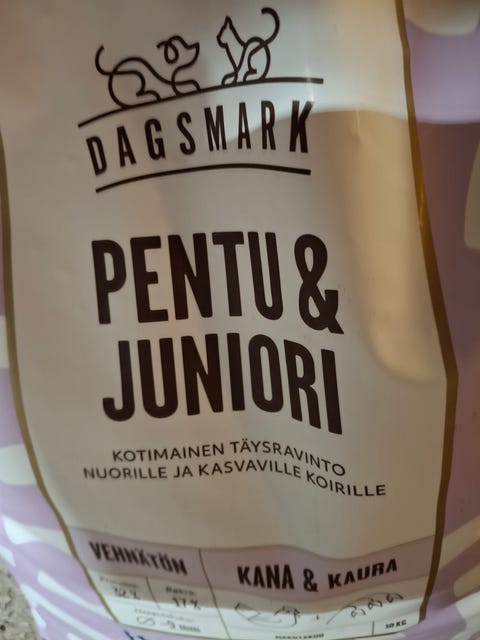 DAGSMARK
PENTU &
JUNIORI
KOTIMAINEN TÄYSRAVINTO
NUORILLE JA KASVAVILLE KOIRILLE
VEHNÄTÖN
KANA & KAURA
10 KG